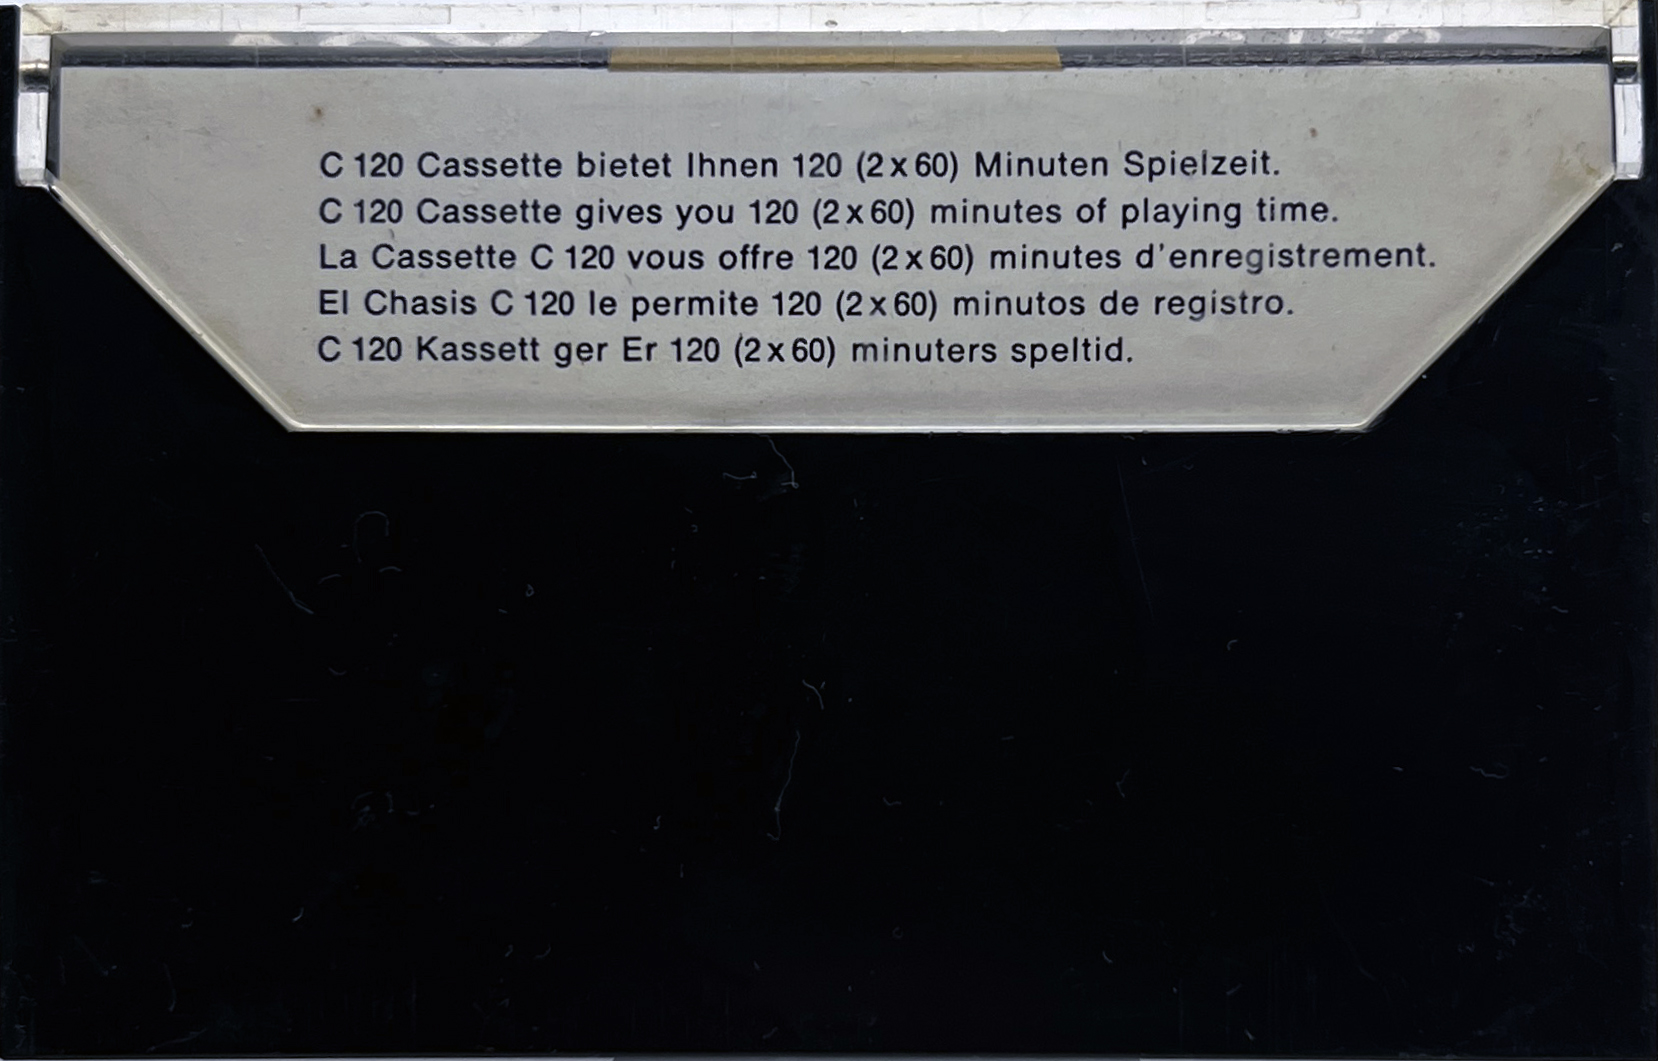 C 120 Cassette bietet Ihnen 120 (2 x 60) Minuten Spielzeit.
C 120 Cassette gives you 120 (2 x 60) minutes of playing time.
La Cassette C 120 vous offre 120 (2 x 60) minutes d'enregistrement.
El Chasis C 120 le permite 120 (2 x 60) minutos de registro.
C 120 Kassett ger Er 120 (2 x 60) minuters speltid.